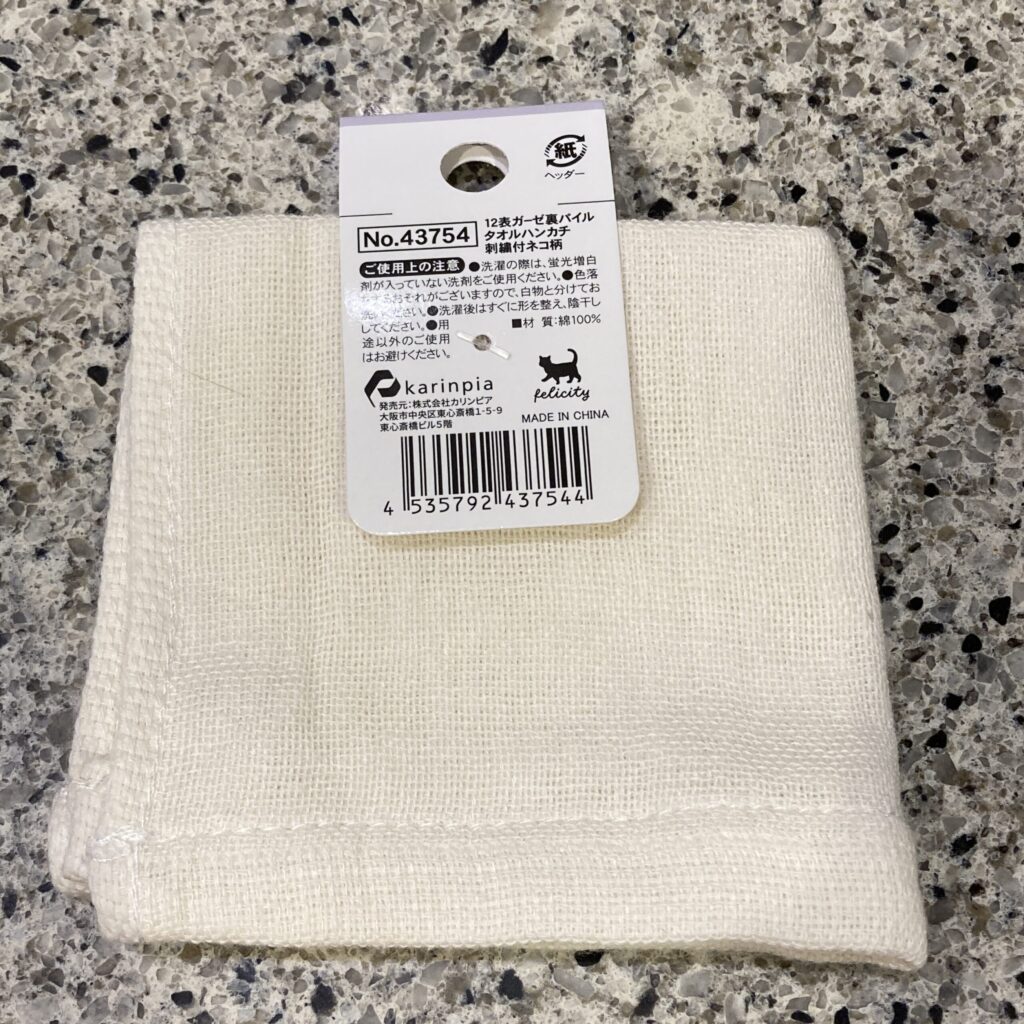 紙
ヘッダー
No.43754
12表ガーゼ裏パイル
タオルハンカチ
刺繍付ネコ柄
ご使用上の注意 ●洗濯の際は、蛍光増白
剤が入っていない洗剤をご使用ください。●色落
するおそれがございますので、白物と分けてお
洗いください。●洗濯後はすぐに形を整え、陰干し
してください。●用
途以外のご使用
はお避けください。
■材 質:綿100%
karinpia
felicity
発売元:株式会社カリンピア
大阪市中央区東心斎橋1-5-9
東心斎橋ビル5階
MADE IN CHINA
4 535792 437544